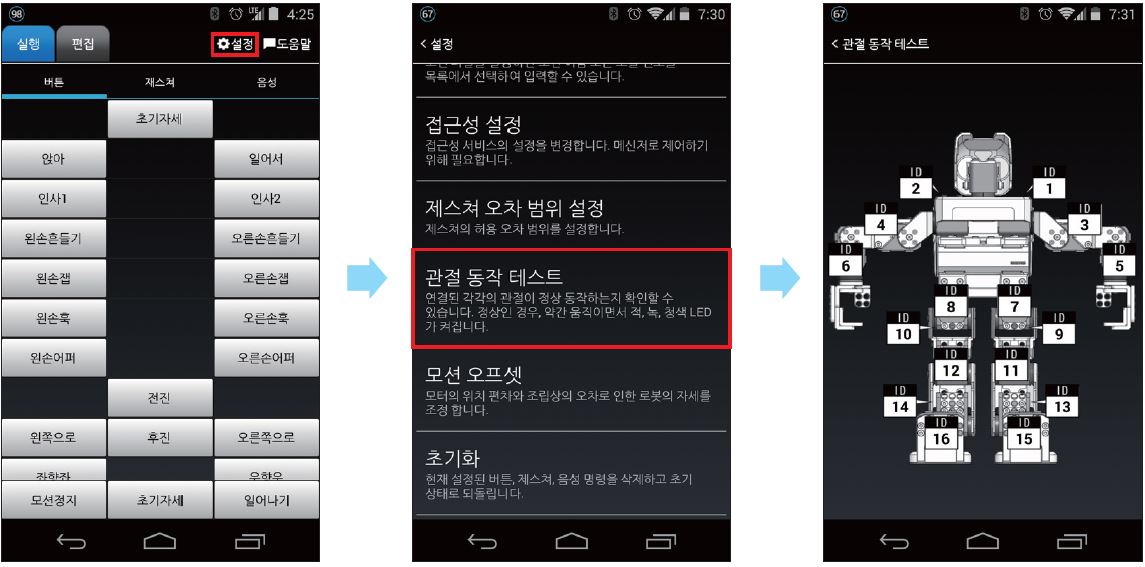 98
LTE
4:25
실행
편집
설정
도움말
버튼
재스쳐
음성
초기자세
앉아
일어서
인사1
인사2
왼손흔들기
오른손흔들기
왼손잽
오른손잽
왼손훅
오른손훅
왼손어퍼
오른손어퍼
전진
왼쪽으로
후진
오른쪽으로
좌향좌
우향우
모션정지
초기자세
일어나기
67
7:30
< 설정
목록에서 선택하여 입력할 수 있습니다.
접근성 설정
접근성 서비스의 설정을 변경합니다. 메신저로 제어하기
위해 필요합니다.
제스쳐 오차 범위 설정
제스쳐의 허용 오차 범위를 설정합니다.
관절 동작 테스트
연결된 각각의 관절이 정상 동작하는지 확인할 수
있습니다. 정상인 경우, 약간 움직이면서 적, 녹, 청색 LED
가 켜집니다.
모션 오프셋
모터의 위치 편차와 조립상의 오차로 인한 로봇의 자세를
조정 합니다.
초기화
현재 설정된 버튼, 제스쳐, 음성 명령을 삭제하고 초기
상태로 되돌립니다.
67
7:31
< 관절 동작 테스트
ID
2
ID
1
ID
4
ID
3
ID
6
ID
5
ID
8
ID
7
ID
10
ID
9
ID
12
ID
11
ID
14
ID
13
ID
16
ID
15